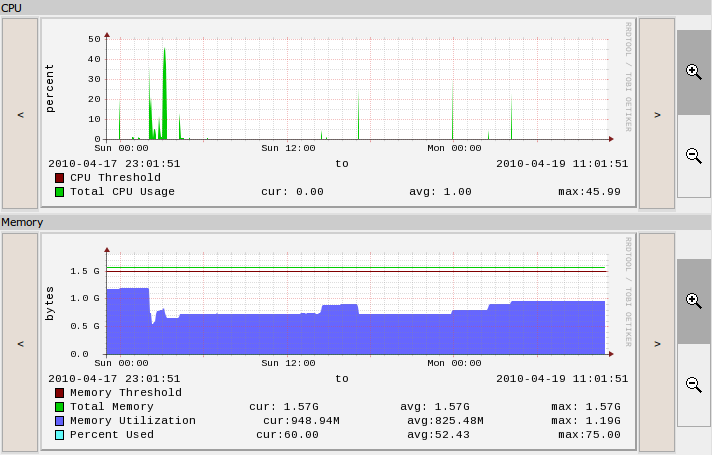 CPU
<
50
40
30
20
10
0
percent
Sun 00:00 Sun 12:00 Mon 00:00
RRDTOOL / TOBI OETIKER
>
2010-04-17 23:01:51 to 2010-04-19 11:01:51
CPU Threshold
Total CPU Usage cur: 0.00 avg: 1.00 max:45.99
Memory
<
1.5 G
1.0 G
0.5 G
0.0
bytes
Sun 00:00 Sun 12:00 Mon 00:00
RRDTOOL / TOBI OETIKER
>
2010-04-17 23:01:51 to 2010-04-19 11:01:51
Memory Threshold
Total Memory cur: 1.57G avg: 1.57G max: 1.57G
Memory Utilization cur:948.94M avg:825.48M max: 1.19G
Percent Used cur:60.00 avg:52.43 max:75.00